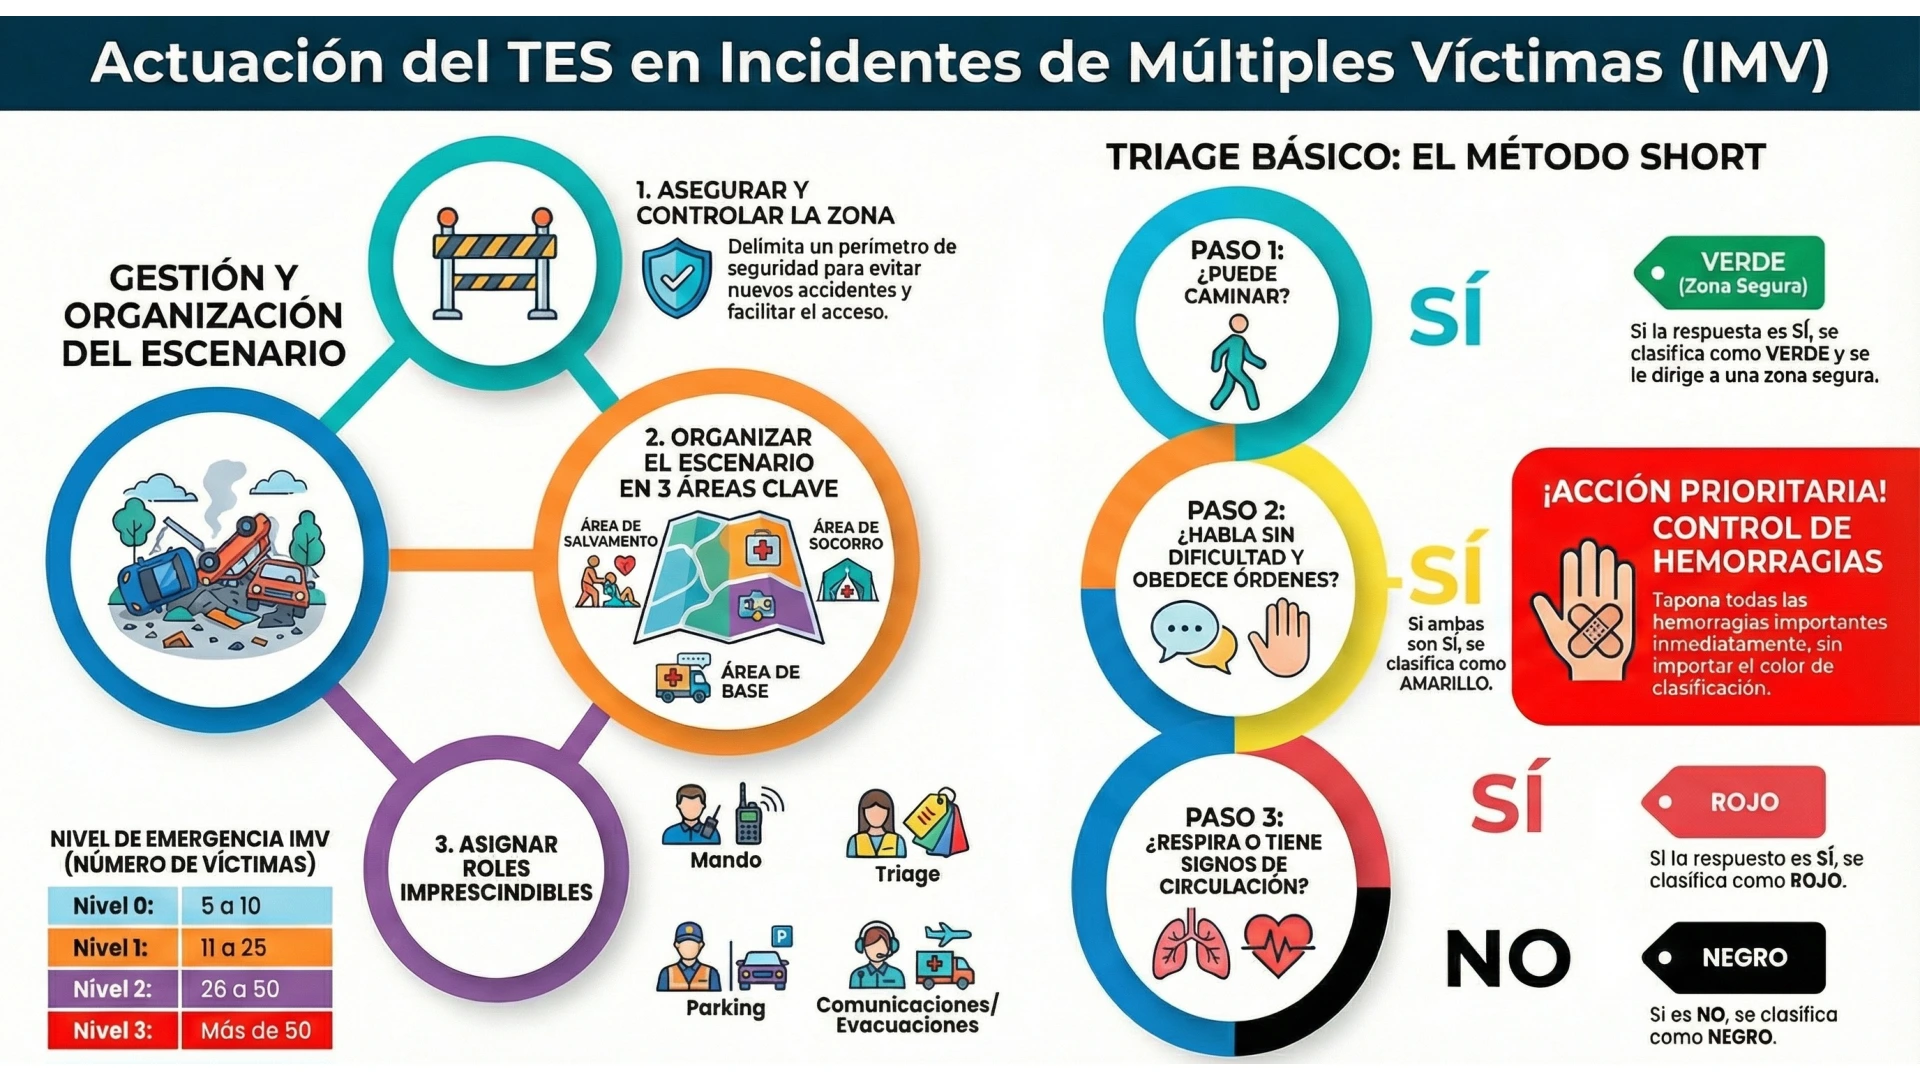 Actuación del TES en Incidentes de Múltiples Víctimas (IMV)
GESTIÓN Y
ORGANIZACIÓN
DEL ESCENARIO
1. ASEGURAR Y
CONTROLAR LA ZONA
Delimita un perímetro de
seguridad para evitar
nuevos accidentes y
facilitar el acceso.
2. ORGANIZAR
EL ESCENARIO
EN 3 ÁREAS CLAVE
ÁREA DE
SALVAMENTO
ÁREA DE
SOCORRO
ÁREA DE
BASE
3. ASIGNAR
ROLES
IMPRESCINDIBLES
Mando
Triage
P
Parking
Comunicaciones/
Evacuaciones
NIVEL DE EMERGENCIA IMV
(NÚMERO DE VÍCTIMAS)
Nivel 0: 5 a 10
Nivel 1: 11 a 25
Nível 2: 26 a 50
Nivel 3: Más de 50
TRIAGE BÁSICO: EL MÉTODO SHORT
PASO 1:
¿PUEDE
CAMINAR?
SÍ
VERDE
(Zona Segura)
Si la respuesta es SÍ, se
clasifica como VERDE y se
le dirige a una zona segura.
PASO 2:
¿HABLA SIN
DIFICULTAD Y
OBEDECE ÓRDENES?
SÍ
Si ambas
son SÍ, se
clasifica como
AMARILLO.
¡ACCIÓN PRIORITARIA!
CONTROL DE
HEMORRAGIAS
Tapona todas las
hemorragias importantes
inmediatamente, sin
importar el color de
clasificación.
PASO 3:
¿RESPIRA O TIENE
SIGNOS DE
CIRCULACIÓN?
SÍ
ROJO
Sl la respuesto es SÍ, se
clasífica como ROJO.
NO
NEGRO
Si es NO, se clasífica
como NEGRO.